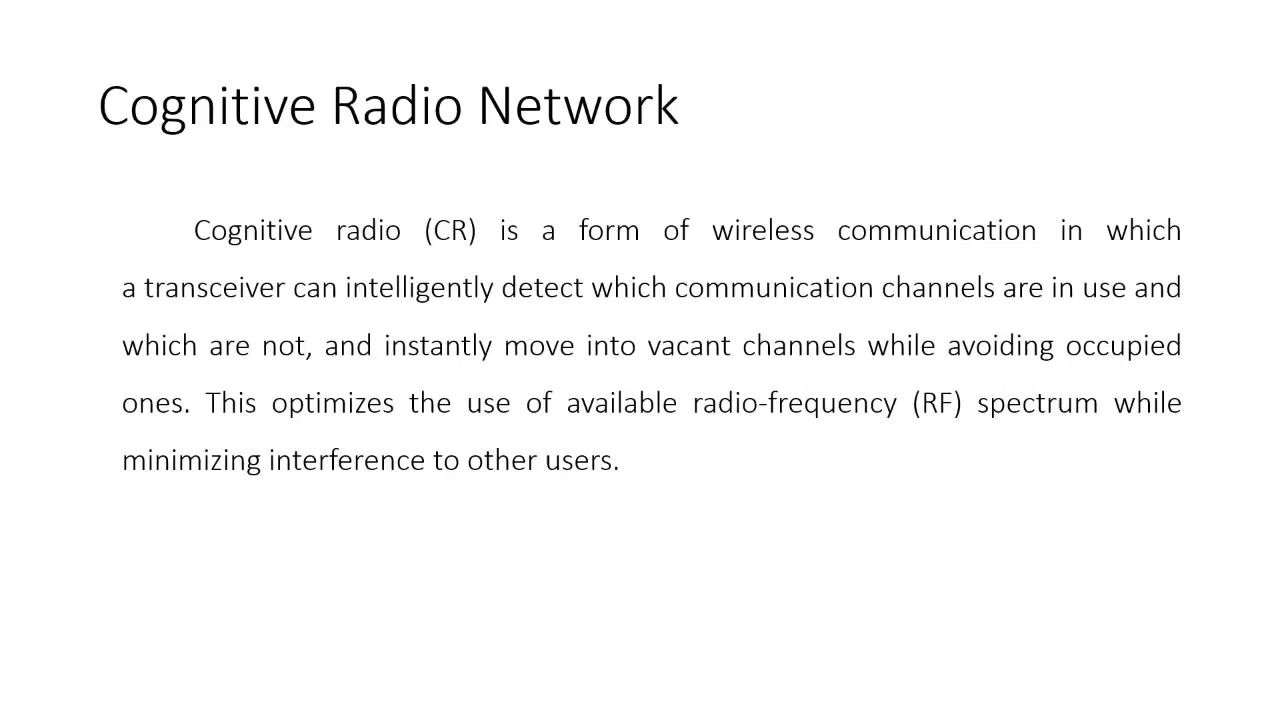 Cognitive Radio Network
Cognitive radio (CR) is a form of wireless communication in which
a transceiver can intelligently detect which communication channels are in use and
which are not, and instantly move into vacant channels while avoiding occupied
ones. This optimizes the use of available radio-frequency (RF) spectrum while
minimizing interference to other users.